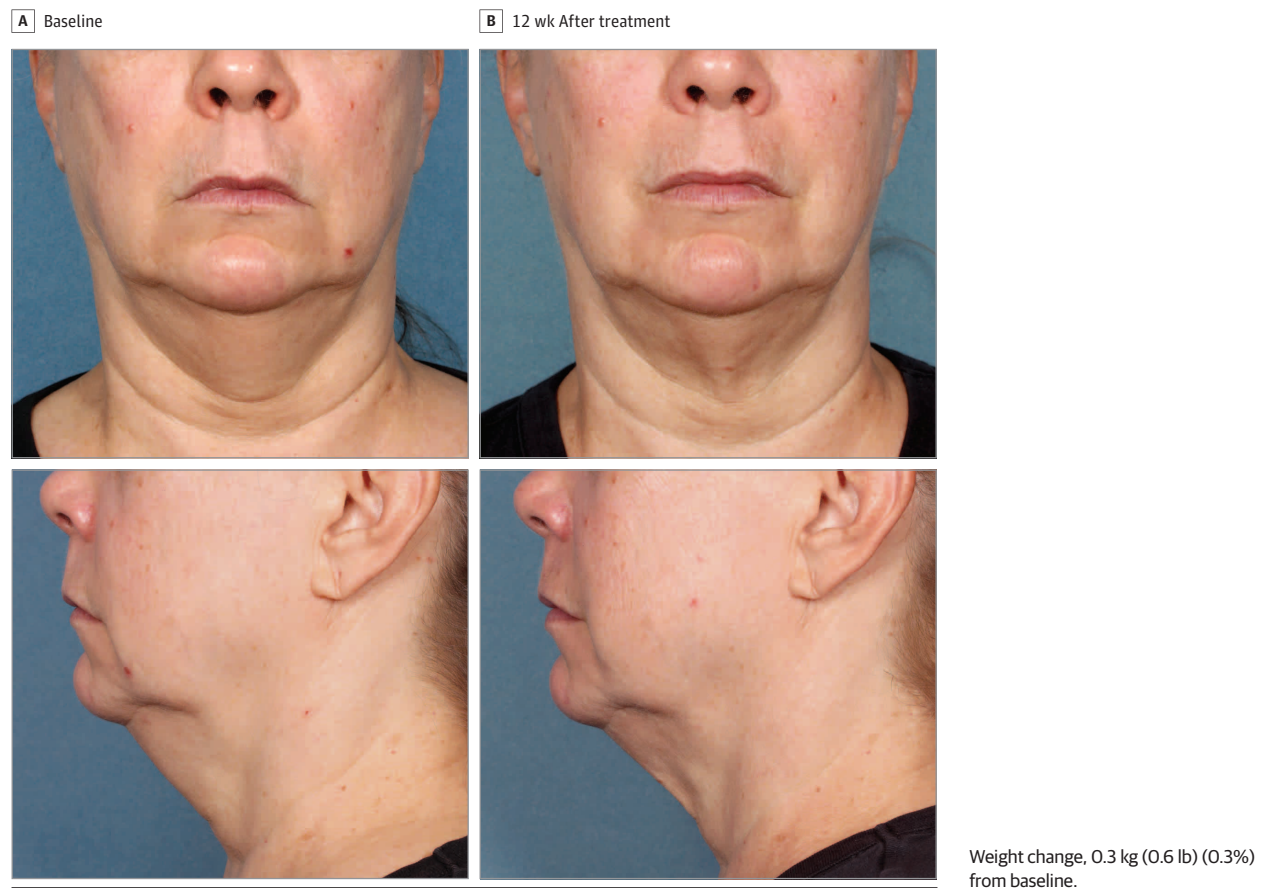 A Baseline
B 12 wk After treatment
Weight change, 0.3 kg (0.6 lb) (0.3%)
from baseline.